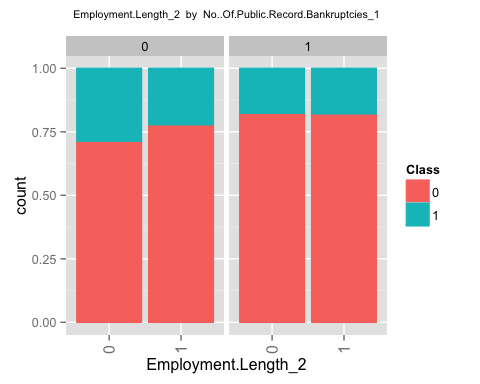 Employment.Length_2 by No..Of.Public.Record.Bankruptcies_1
0 1
1.00
0.75
0.50
0.25
0.00
count
0 1 0 1
Employment.Length_2
Class
0
1